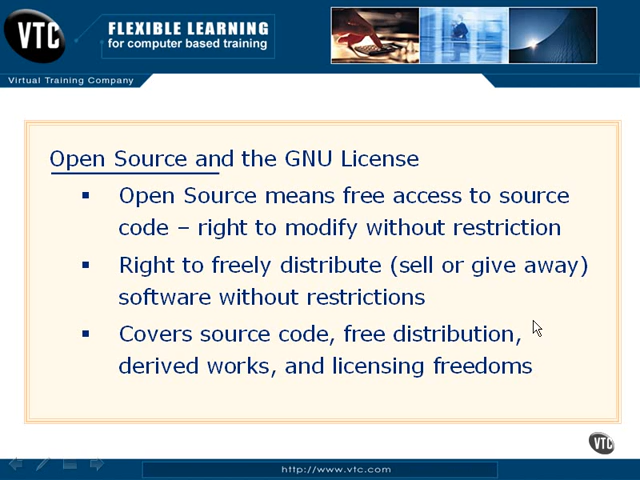 VTC
FLEXIBLE LEARNING
for computer based training
Virtual Training Company
Open Source and the GNU License
▪ Open Source means free access to source
code – right to modify without restriction
▪ Right to freely distribute (sell or give away)
software without restrictions
▪ Covers source code, free distribution,
derived works, and licensing freedoms
VTC
http://www.vtc.com